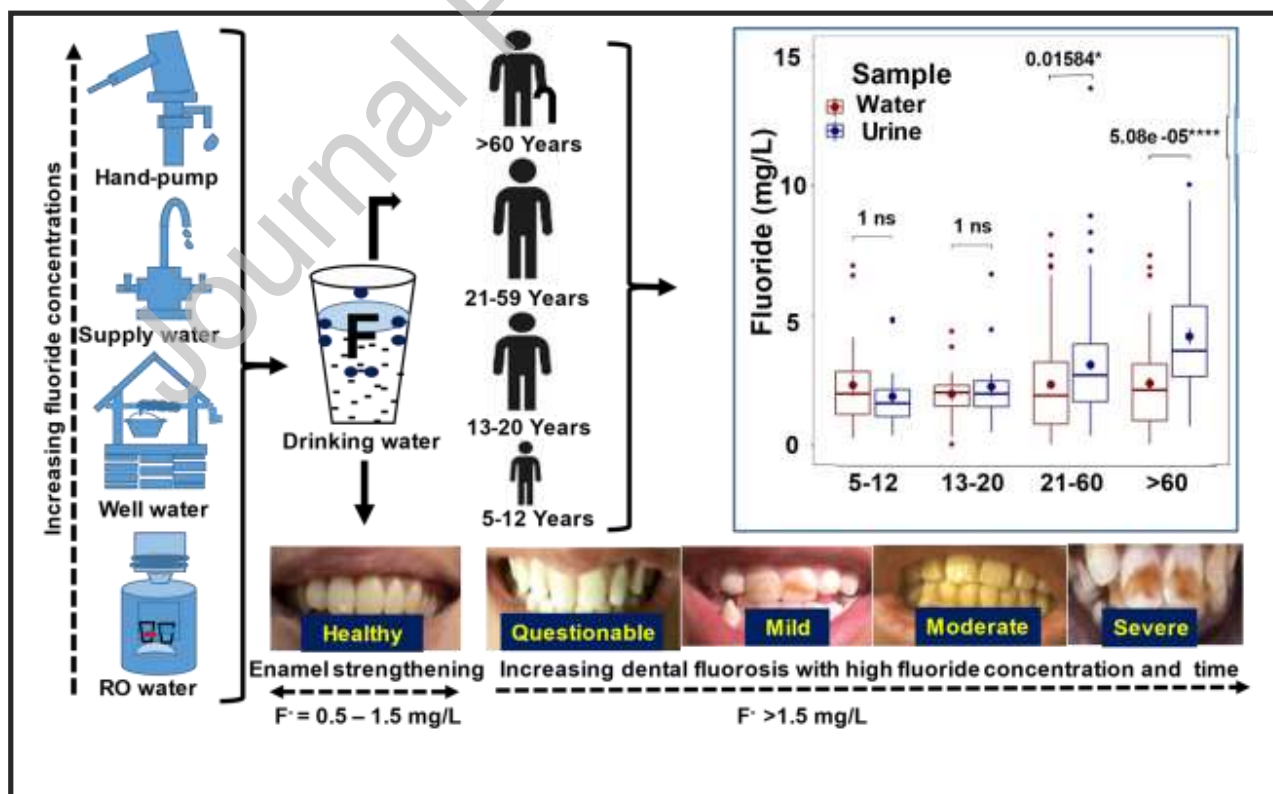 Journal P
Increasing fluoride concentrations
Hand-pump
Supply water
Well water
RO water
F
Drinking water
>60 Years
21-59 Years
13-20 Years
5-12 Years
Fluoride (mg/L)
15
10
5
0
Sample
Water
Urine
1 ns
1 ns
0.01584*
5.08e-05****
5-12
13-20
21-60
>60
Healthy
Questionable
Mild
Moderate
Severe
Enamel strengthening
Increasing dental fluorosis with high fluoride concentration and time
F- = 0.5 – 1.5 mg/L
F- >1.5 mg/L